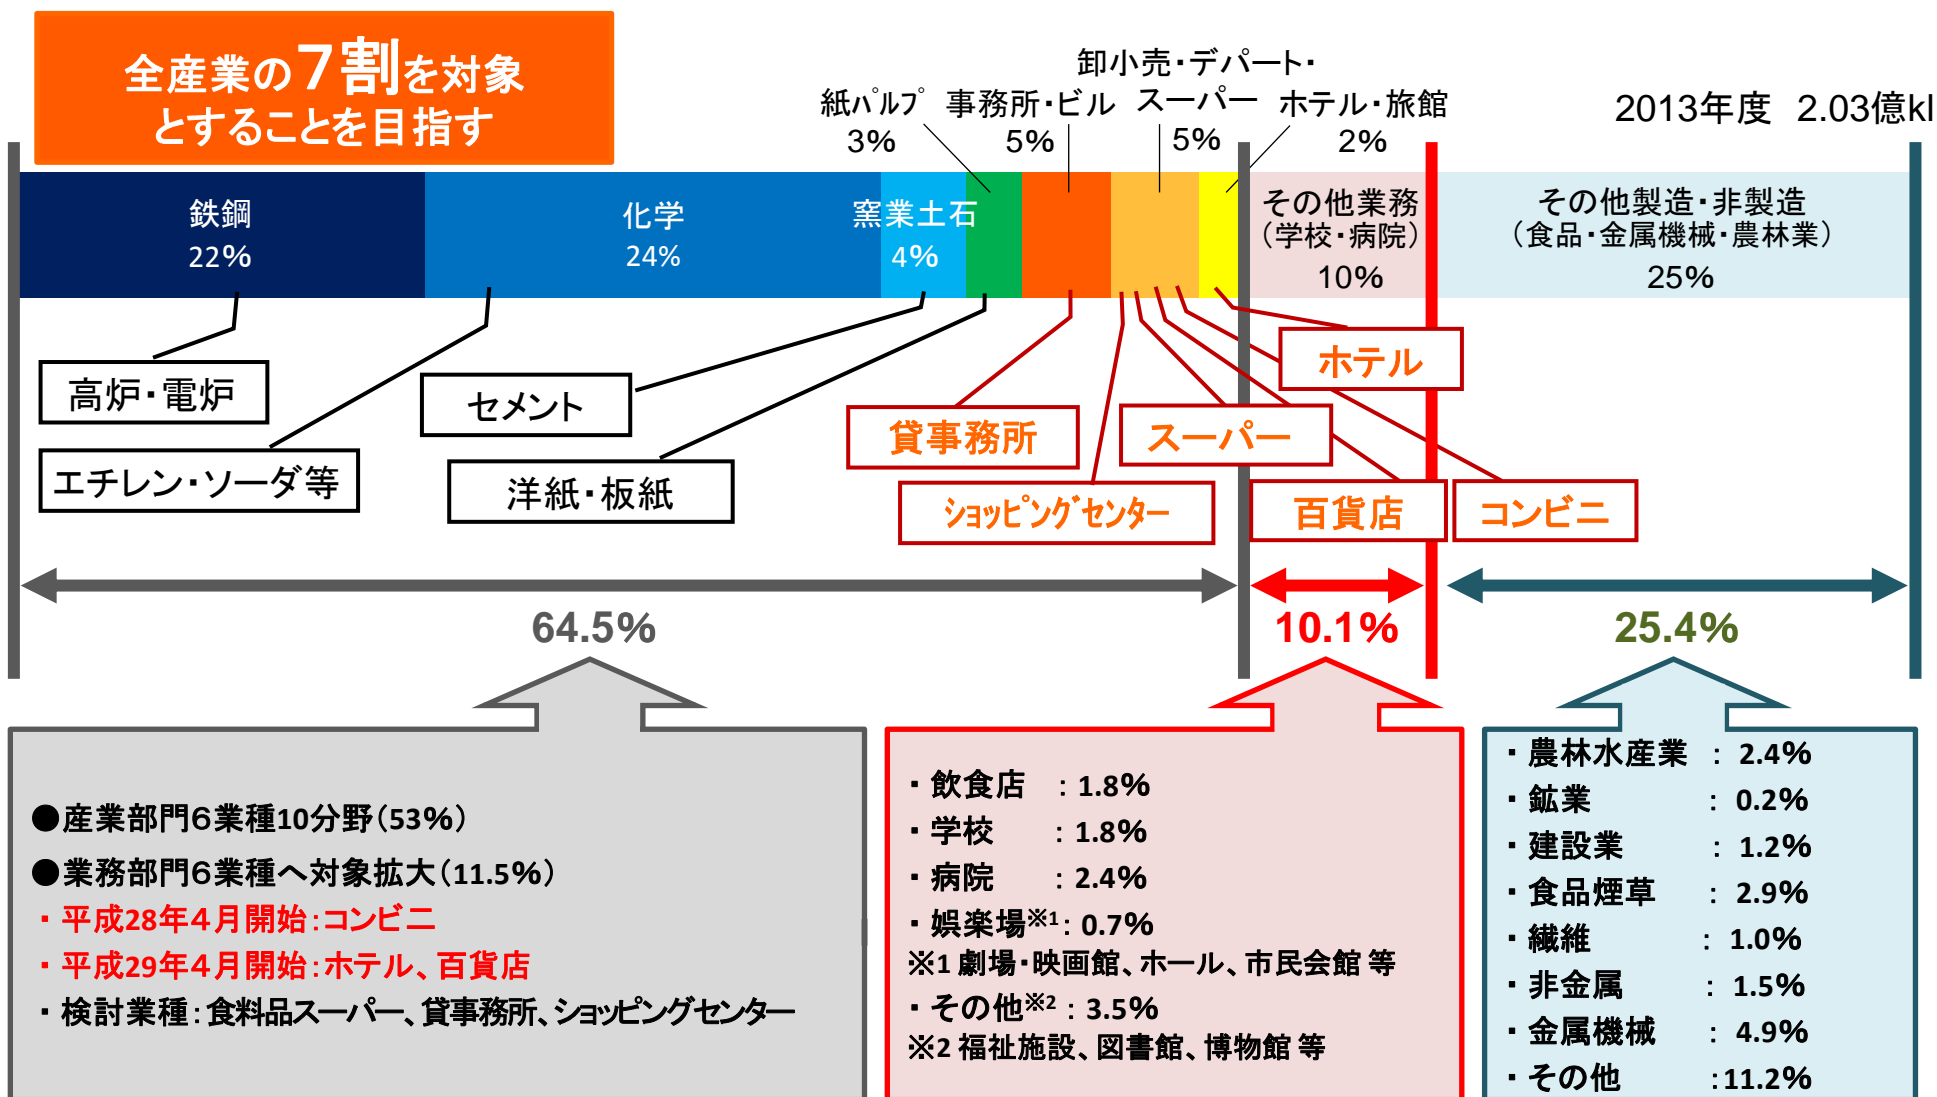 全産業の７割を対象
とすることを目指す
卸小売・デパート・
紙ﾊﾟﾙﾌﾟ 事務所・ビル スーパー ホテル・旅館
3% 5% 5% 2%
2013年度 2.03億kl
鉄鋼
22%
化学
24%
窯業土石
4%
その他業務
（学校・病院）
10%
その他製造・非製造
（食品・金属機械・農林業）
25%
高炉・電炉
エチレン・ソーダ等
セメント
洋紙・板紙
貸事務所
ｼｮｯﾋﾟﾝｸﾞｾﾝﾀｰ
スーパー
ホテル
百貨店
コンビニ
64.5%
10.1%
25.4%
●産業部門６業種10分野（53%）
●業務部門６業種へ対象拡大（11.5%）
・平成28年４月開始：コンビニ
・平成29年４月開始：ホテル、百貨店
・検討業種：食料品スーパー、貸事務所、ショッピングセンター
・飲食店 ：1.8%
・学校 ：1.8%
・病院 ：2.4%
・娯楽場※1：0.7%
※1 劇場・映画館、ホール、市民会館 等
・その他※2：3.5%
※2 福祉施設、図書館、博物館 等
・農林水産業 ： 2.4%
・鉱業 ： 0.2%
・建設業 ： 1.2%
・食品煙草 ： 2.9%
・繊維 ： 1.0%
・非金属 ： 1.5%
・金属機械 ： 4.9%
・その他 ：11.2%